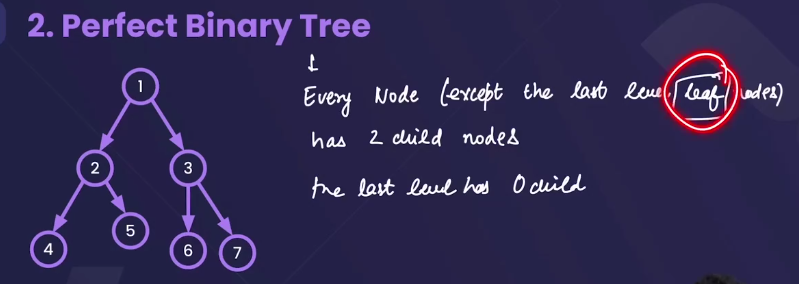 2. Perfect Binary Tree
Every Node (except the last level/leaf nodes)
has 2 child nodes
the last level has 0 child
1
2
3
4
5
6
7